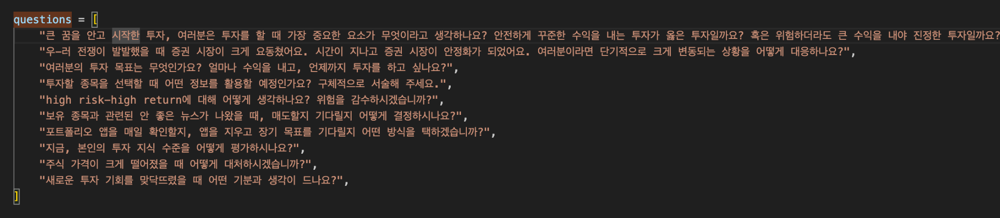 questions = [
"큰 꿈을 안고 시작한 투자, 여러분은 투자를 할 때 가장 중요한 요소가 무엇이라고 생각하나요? 안전하게 꾸준한 수익을 내는 투자가 옳은 투자일까요? 혹은 위험하더라도 큰 수익을 내야 진정한 투자일까요?
"우-러 전쟁이 발발했을 때 증권 시장이 크게 요동쳤어요. 시간이 지나고 증권 시장이 안정화가 되었어요. 여러분이라면 단기적으로 크게 변동되는 상황을 어떻게 대응하나요?",
"여러분의 투자 목표는 무엇인가요? 얼마나 수익을 내고, 언제까지 투자를 하고 싶나요?",
"투자할 종목을 선택할 때 어떤 정보를 활용할 예정인가요? 구체적으로 서술해 주세요.",
"high risk-high return에 대해 어떻게 생각하나요? 위험을 감수하시겠습니까?",
"보유 종목과 관련된 안 좋은 뉴스가 나왔을 때, 매도할지 기다릴지 어떻게 결정하시나요?",
"포트폴리오 앱을 매일 확인할지, 앱을 지우고 장기 목표를 기다릴지 어떤 방식을 택하겠습니까?",
"지금, 본인의 투자 지식 수준을 어떻게 평가하시나요?",
"주식 가격이 크게 떨어졌을 때 어떻게 대처하시겠습니까?",
"새로운 투자 기회를 맞닥뜨렸을 때 어떤 기분과 생각이 드나요?",
]